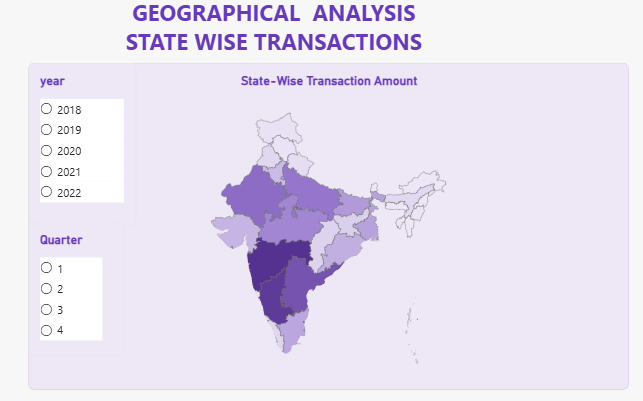 GEOGRAPHICAL ANALYSIS
STATE WISE TRANSACTIONS
year
State-Wise Transaction Amount
2018
2019
2020
2021
2022
Quarter
1
2
3
4